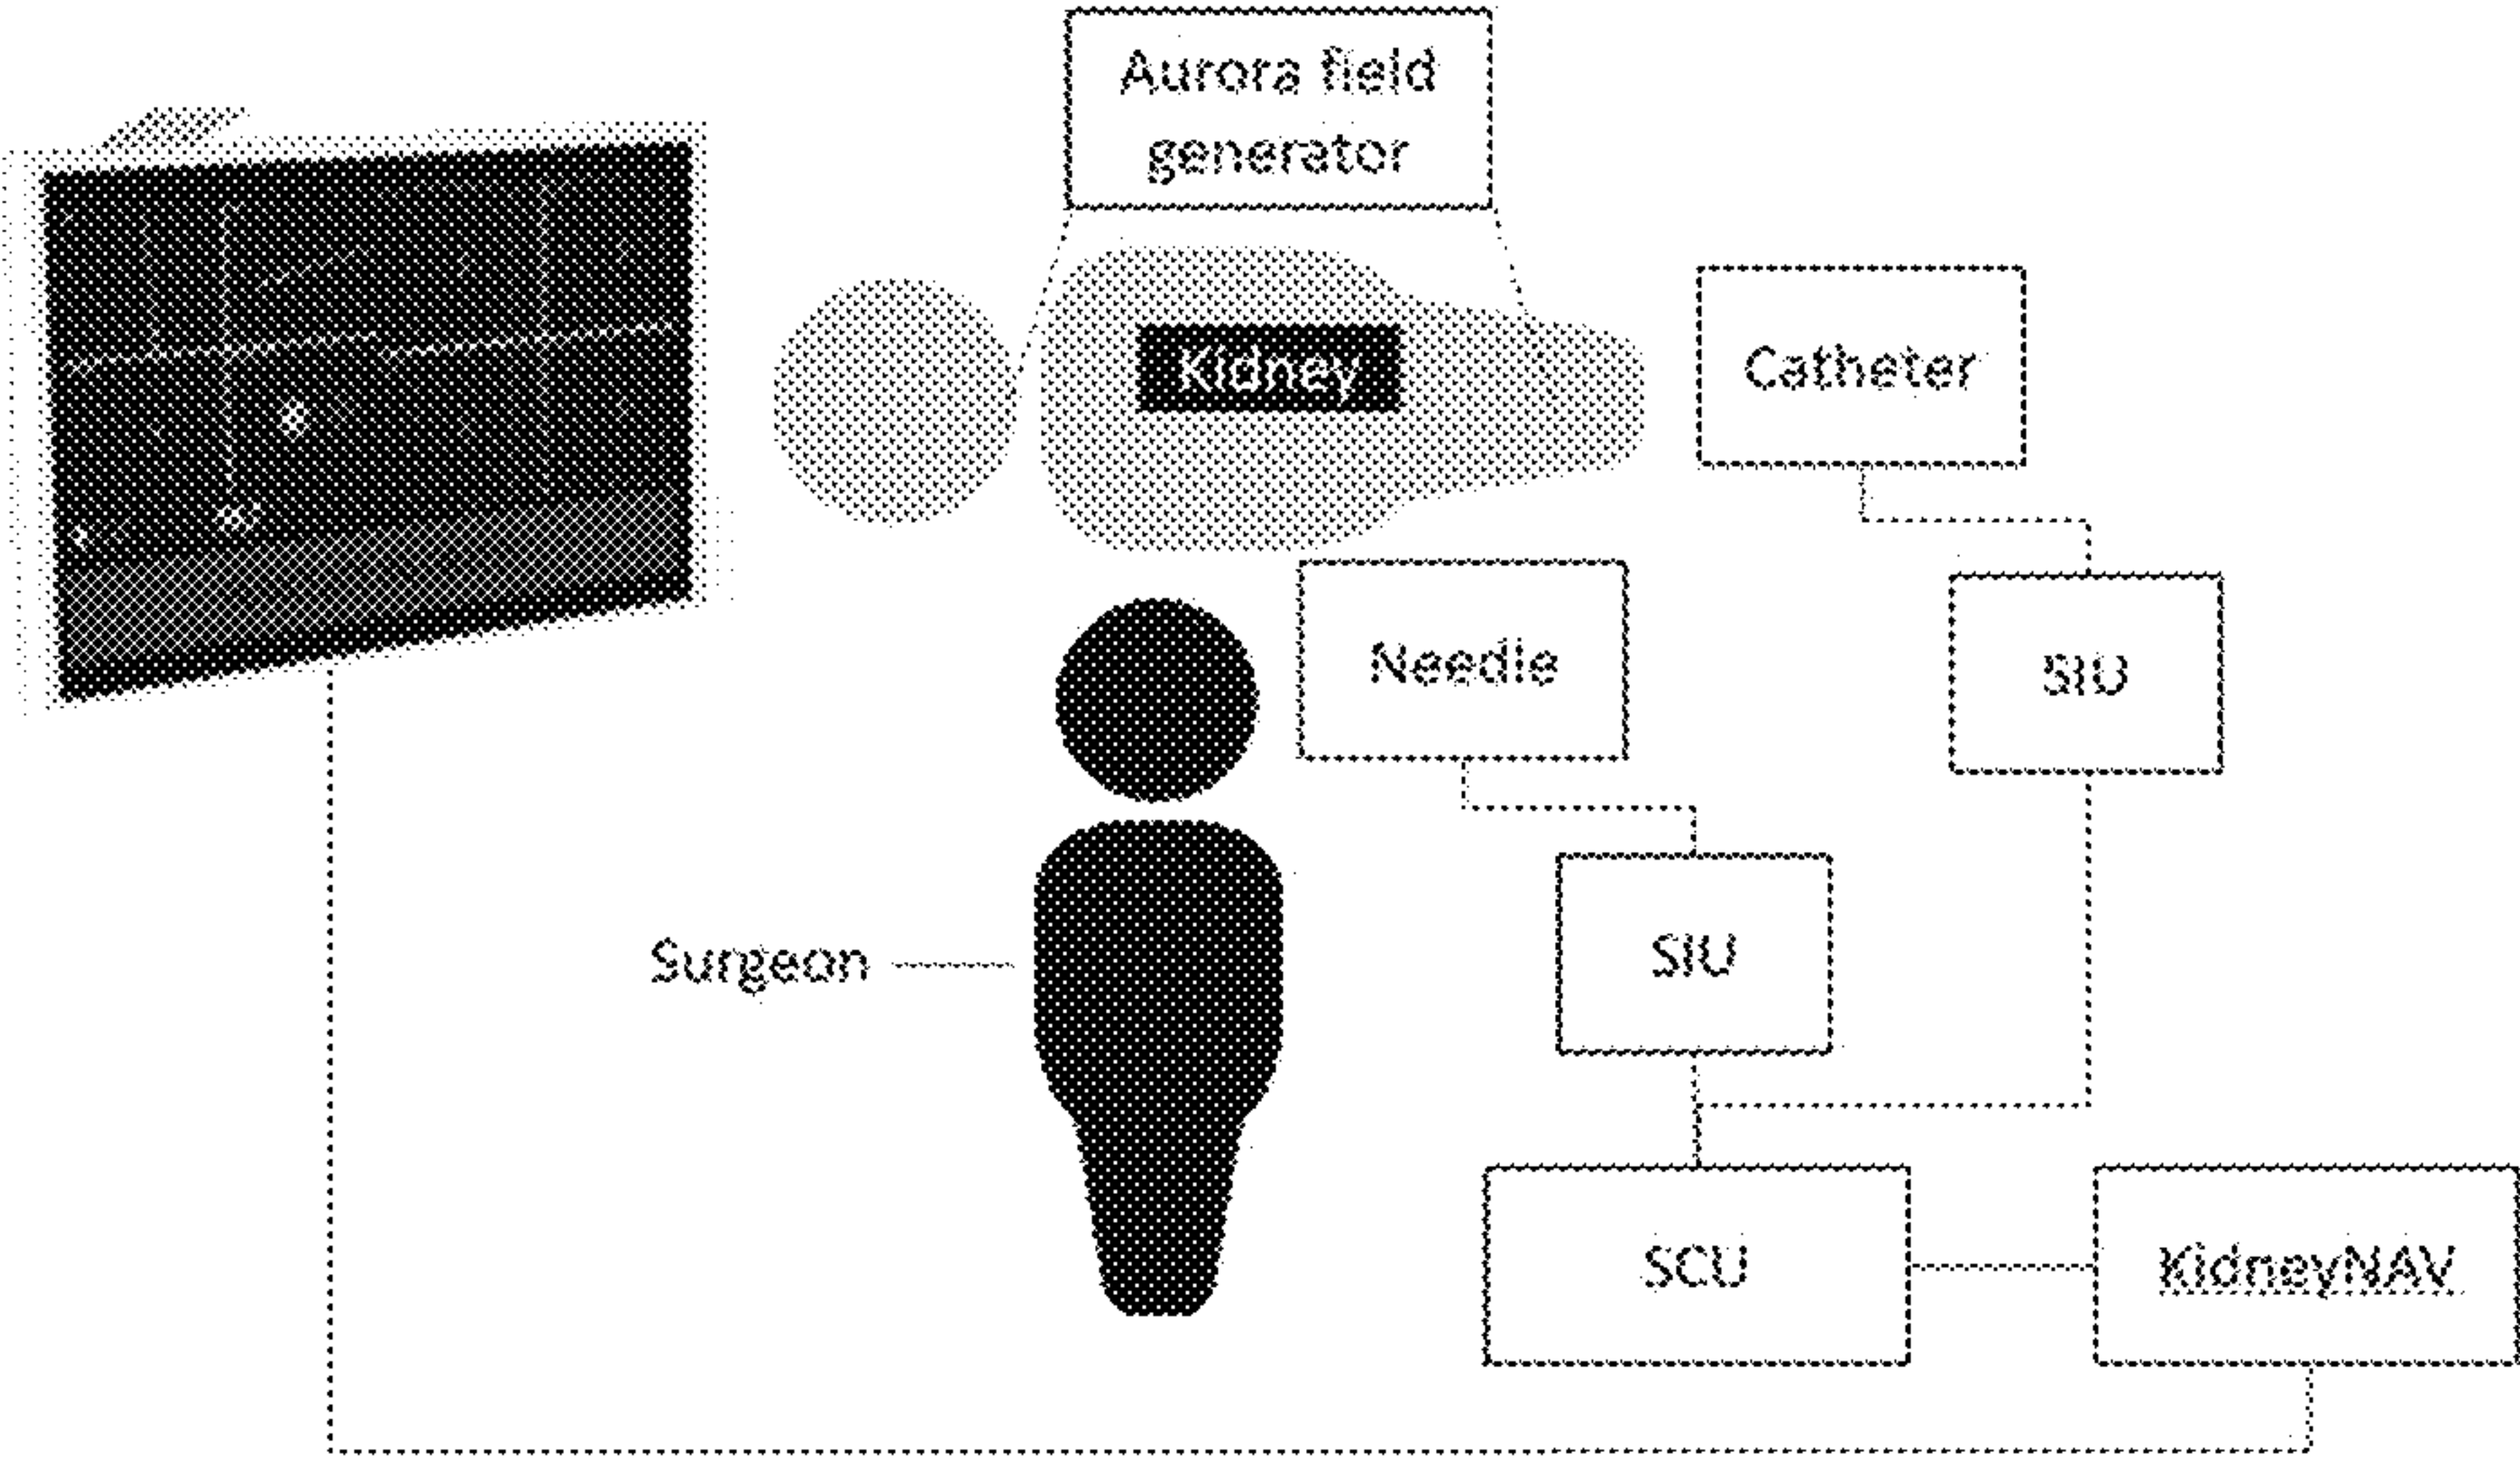 Aurora field
generator
Kidney
Catheter
Needle
SIU
Surgeon
SIU
SCU
KidneyNAV